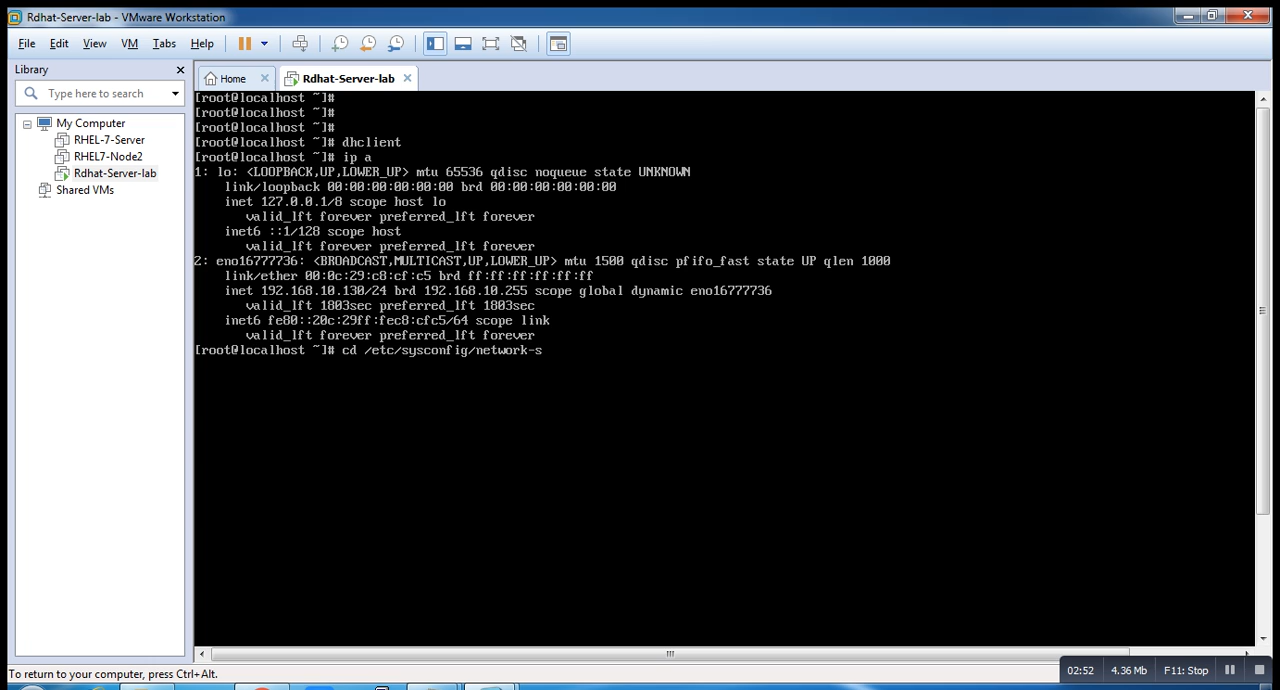 Rdhat-Server-lab - VMware Workstation
File Edit View VM Tabs Help
Library
Type here to search
My Computer
RHEL-7-Server
RHEL7-Node2
Rdhat-Server-lab
Shared VMs
Home
Rdhat-Server-lab
[root@localhost ~]#
[root@localhost ~]#
[root@localhost ~]#
[root@localhost ~]# dhclient
[root@localhost ~]# ip a
1: lo: <LOOPBACK,UP,LOWER_UP> mtu 65536 qdisc noqueue state UNKNOWN
link/loopback 00:00:00:00:00:00 brd 00:00:00:00:00:00
inet 127.0.0.1/8 scope host lo
valid_lft forever preferred_lft forever
inet6 ::1/128 scope host
valid_lft forever preferred_lft forever
2: eno16777736: <BROADCAST,MULTICAST,UP,LOWER_UP> mtu 1500 qdisc pfifo_fast state UP qlen 1000
link/ether 00:0c:29:c8:cf:c5 brd ff:ff:ff:ff:ff:ff
inet 192.168.10.130/24 brd 192.168.10.255 scope global dynamic eno16777736
valid_lft 1803sec preferred_lft 1803sec
inet6 fe80::20c:29ff:fec8:cfc5/64 scope link
valid_lft forever preferred_lft forever
[root@localhost ~]# cd /etc/sysconfig/network-s
To return to your computer, press Ctrl+Alt.
02:52 4.36 Mb F11: Stop